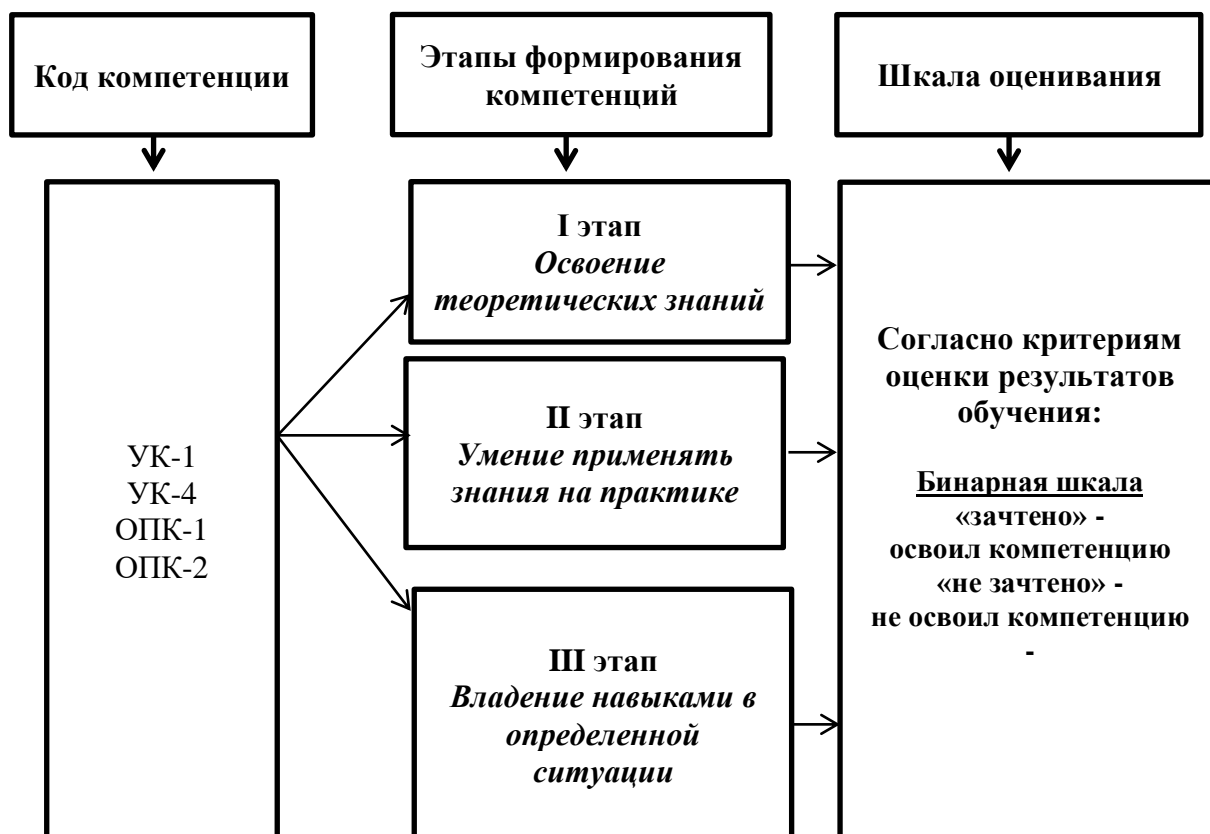 Код компетенции
Этапы формирования
компетенций
Шкала оценивания
УК-1
УК-4
ОПК-1
ОПК-2
I этап
Освоение
теоретических знаний
II этап
Умение применять
знания на практике
III этап
Владение навыками в
определенной
ситуации
Согласно критериям
оценки результатов
обучения:
Бинарная шкала
«зачтено» -
освоил компетенцию
«не зачтено» -
не освоил компетенцию
-